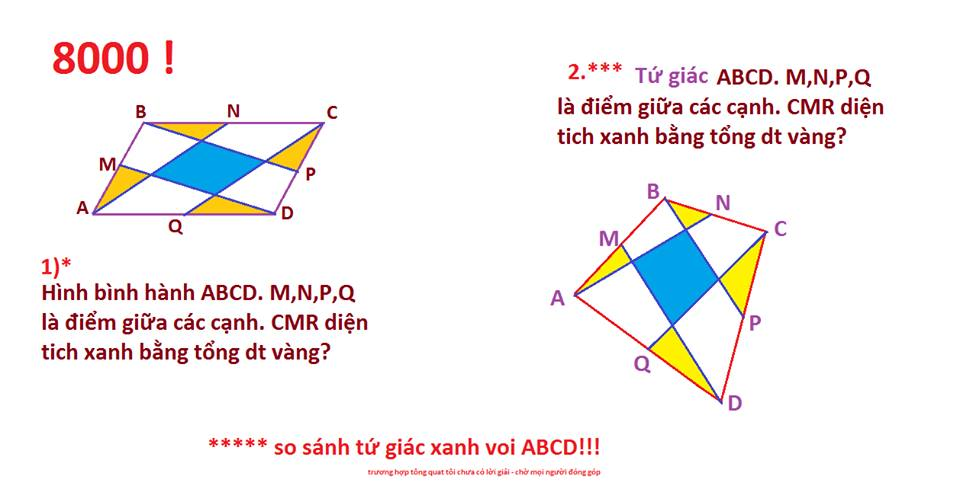 8000 !
B
N
C
M
P
A
Q
D
1)*
Hình bình hành ABCD. M,N,P,Q
là điểm giữa các cạnh. CMR diện
tich xanh bằng tổng dt vàng?
2.*** Tứ giác ABCD. M,N,P,Q
là điểm giữa các cạnh. CMR diện
tich xanh bằng tổng dt vàng?
B
N
C
M
A
P
Q
D
***** so sánh tứ giác xanh voi ABCD!!!
trương hợp tông quat tôi chưa có lời giải - chờ mọi người đóng góp